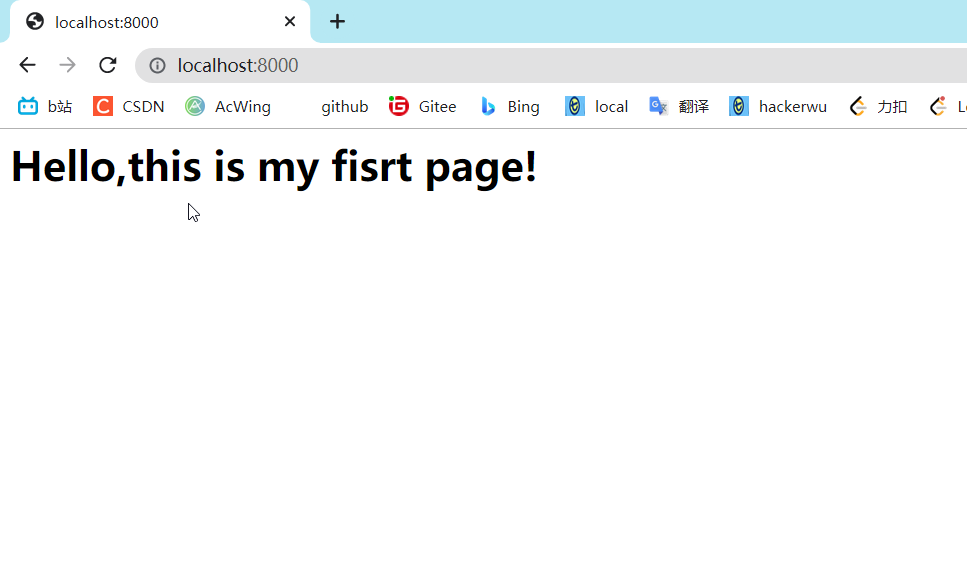 localhost:8000
localhost:8000
b站 CSDN AcWing github Gitee Bing local 翻译 hackerwu 力扣
Hello,this is my fisrt page!